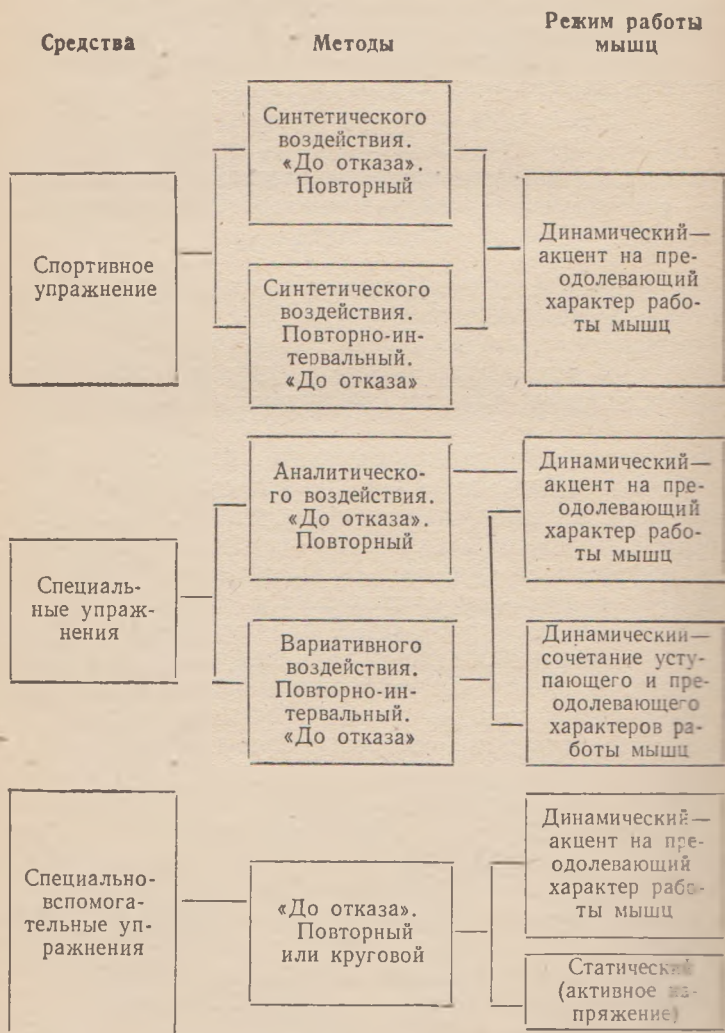 Средства
Методы
Режим работы
мышц
Спортивное
упражнение
Синтетического
воздействия.
«До отказа».
Повторный
Синтетического
воздействия.
Повторно-ин-
тервальный.
«До отказа»
Динамический—
акцент на пре-
одолевающий
характер рабо-
ты мышц
Специаль-
ные упраж-
нения
Аналитическо-
го воздействия.
«До отказа».
Повторный
Вариативного
воздействия.
Повторно-ин-
тервальный.
«До отказа»
Динамический—
акцент на пре-
одолевающий
характер рабо-
ты мышц
Динамический—
сочетание усту-
пающего и пре-
одолевающего
характеров ра-
боты мышц
Специально-
вспомога-
тельные уп-
ражнения
«До отказа».
Повторный
или круговой
Динамический—
акцент на пре-
одолевающий
характер рабо-
ты мышц
Статический
(активное на-
пряжение)